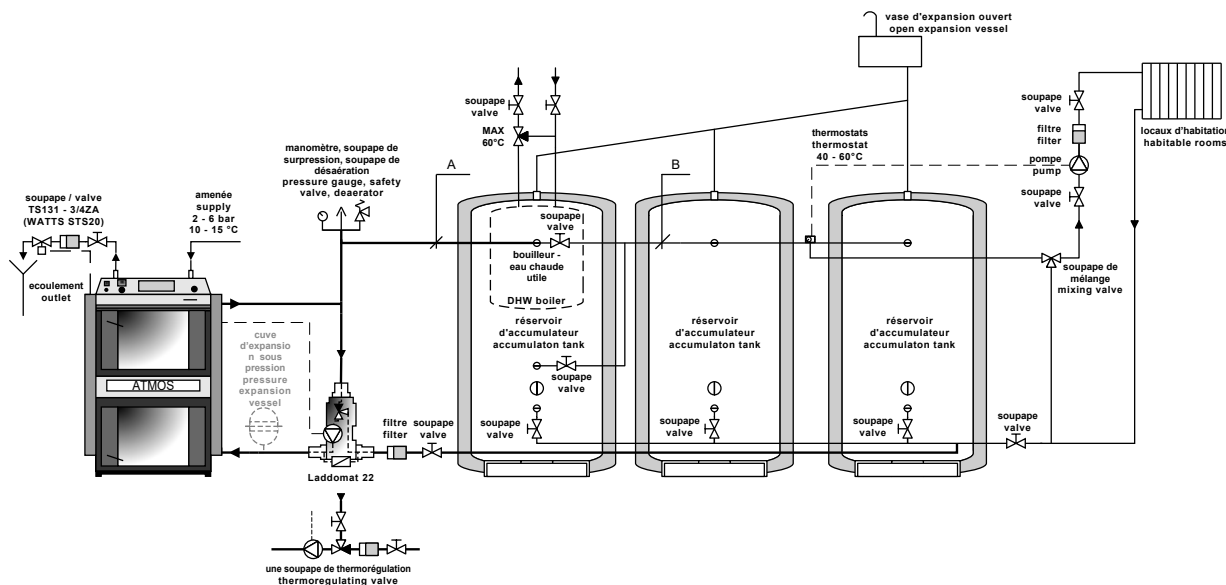 vase d'expansion ouvert
open expansion vessel
soupape
valve
MAX
60°C
manomètre, soupape de
surpression, soupape de
désaération
pressure gauge, safety
valve, deaerator
A
B
thermostats
thermostat
40 - 60°C
soupape
valve
filtre
filter
pompe
pump
soupape
valve
locaux d'habitation
habitable rooms
soupape / valve
TS131 - 3/4ZA
(WATTS STS20)
amenée
supply
2 - 6 bar
10 - 15 °C
ecoulement
outlet
soupape
valve
bouilleur -
eau chaude
utile
DHW boiler
soupape de
mélange
mixing valve
réservoir
d'accumulateur
accumulaton tank
réservoir
d'accumulateur
accumulaton tank
réservoir
d'accumulateur
accumulaton tank
cuve
d'expansio
n sous
pression
pressure
expansion
vessel
ATMOS
soupape
valve
filtre
filter
soupape
valve
soupape
valve
soupape
valve
soupape
valve
soupape
valve
Laddomat 22
une soupape de thermorégulation
thermoregulating valve